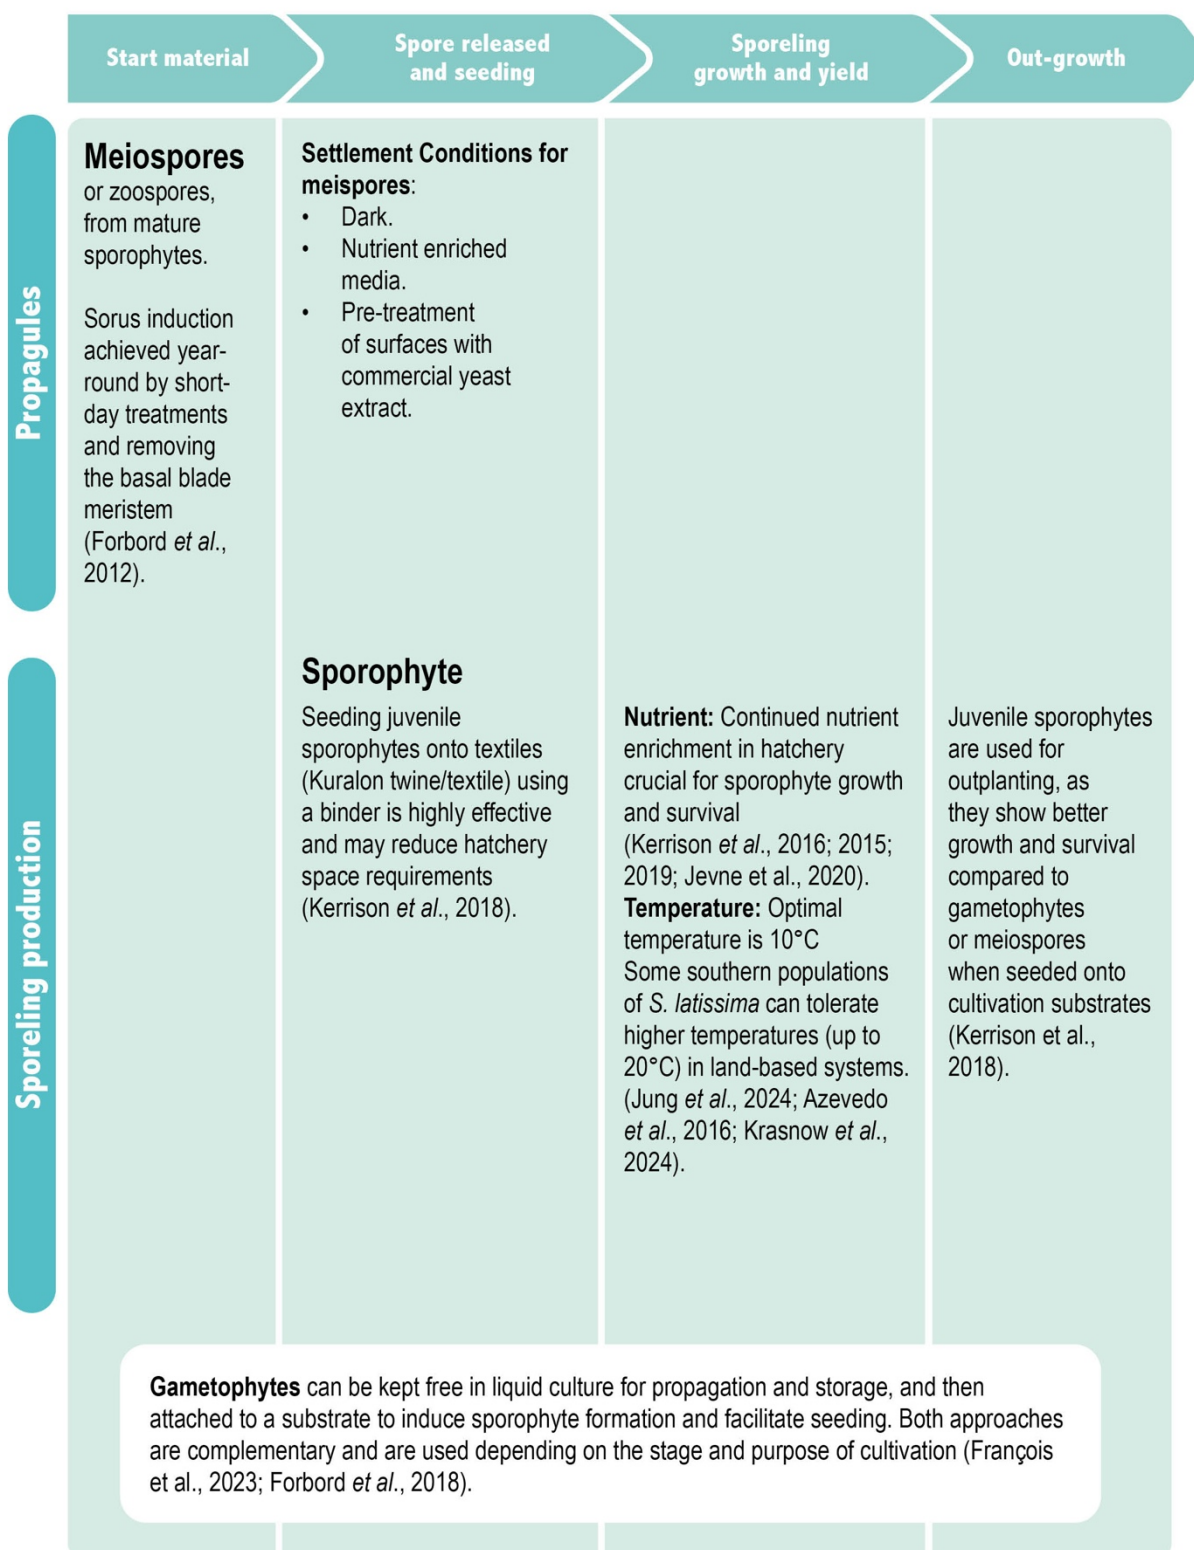 Start material
Spore released
and seeding
Sporeling
growth and yield
Out-growth
Propagules
Meiospores
or zoospores,
from mature
sporophytes.
Sorus induction
achieved year-
round by short-
day treatments
and removing
the basal blade
meristem
(Forbord et al.,
2012).
Settlement Conditions for
meispores:
• Dark.
• Nutrient enriched
media.
• Pre-treatment
of surfaces with
commercial yeast
extract.
Sporeling production
Sporophyte
Seeding juvenile
sporophytes onto textiles
(Kuralon twine/textile) using
a binder is highly effective
and may reduce hatchery
space requirements
(Kerrison et al., 2018).
Nutrient: Continued nutrient
enrichment in hatchery
crucial for sporophyte growth
and survival
(Kerrison et al., 2016; 2015;
2019; Jevne et al., 2020).
Temperature: Optimal
temperature is 10°C
Some southern populations
of S. latissima can tolerate
higher temperatures (up to
20°C) in land-based systems.
(Jung et al., 2024; Azevedo
et al., 2016; Krasnow et al.,
2024).
Juvenile sporophytes
are used for
outplanting, as
they show better
growth and survival
compared to
gametophytes
or meiospores
when seeded onto
cultivation substrates
(Kerrison et al.,
2018).
Gametophytes can be kept free in liquid culture for propagation and storage, and then
attached to a substrate to induce sporophyte formation and facilitate seeding. Both approaches
are complementary and are used depending on the stage and purpose of cultivation (François
et al., 2023; Forbord et al., 2018).